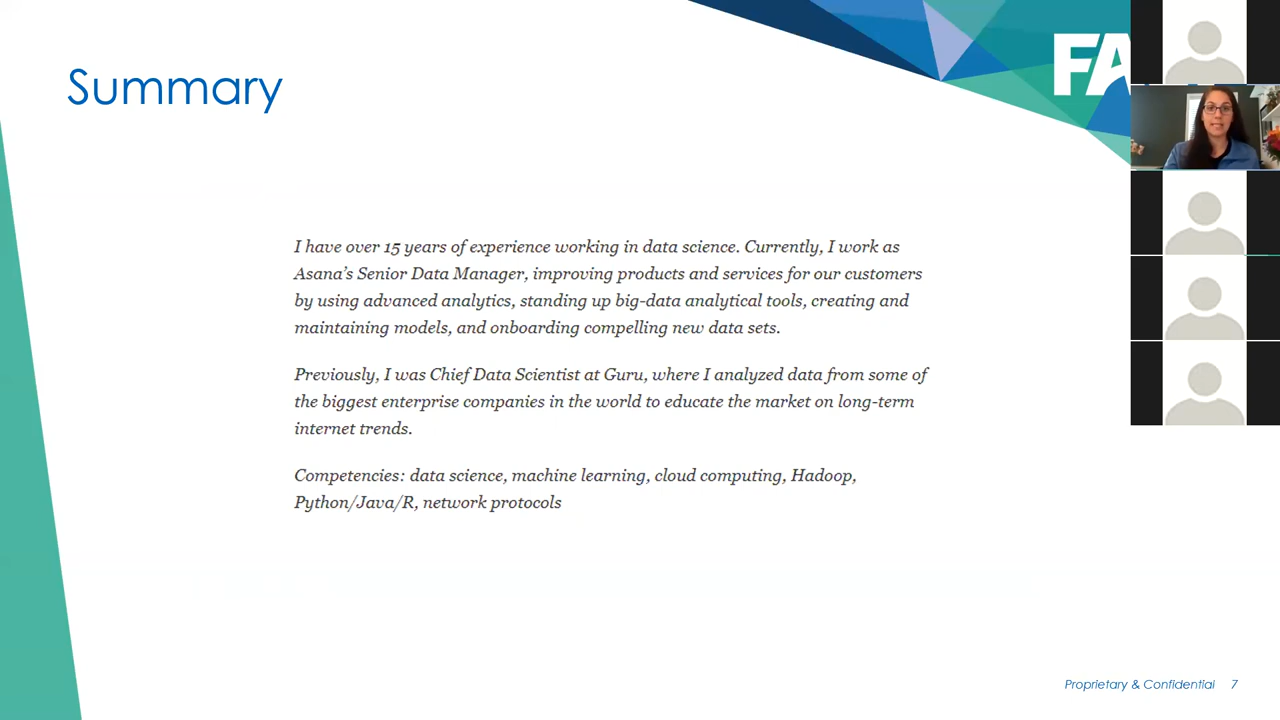 Summary
FA
I have over 15 years of experience working in data science. Currently, I work as
Asana's Senior Data Manager, improving products and services for our customers
by using advanced analytics, standing up big-data analytical tools, creating and
maintaining models, and onboarding compelling new data sets.
Previously, I was Chief Data Scientist at Guru, where I analyzed data from some of
the biggest enterprise companies in the world to educate the market on long-term
internet trends.
Competencies: data science, machine learning, cloud computing, Hadoop,
Python/Java/R, network protocols
Proprietary & Confidential 7